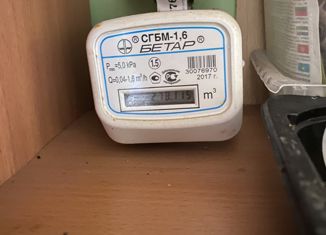 СГБМ-1,6
БЕТАР®
Pmax=5,0 kPa
1.5
Q=0,04-1,6 m³/h
30076970
2017 г.
m³